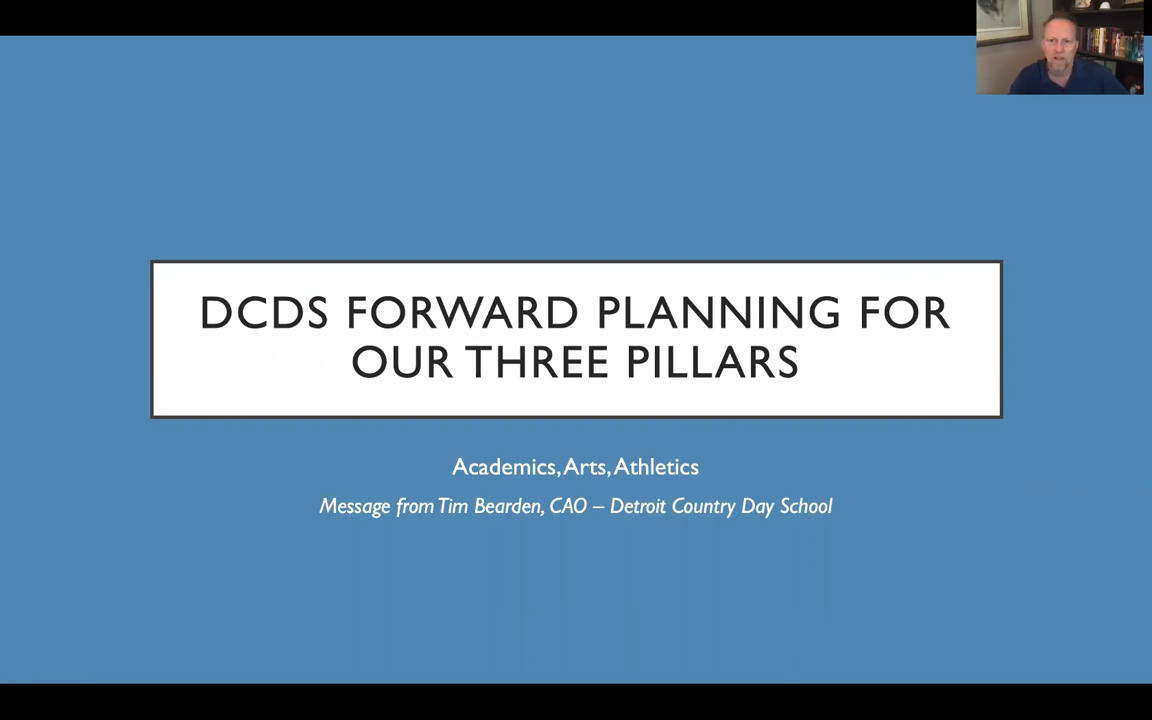 DCDS FORWARD PLANNING FOR
OUR THREE PILLARS
Academics, Arts, Athletics
Message from Tim Bearden, CAO – Detroit Country Day School